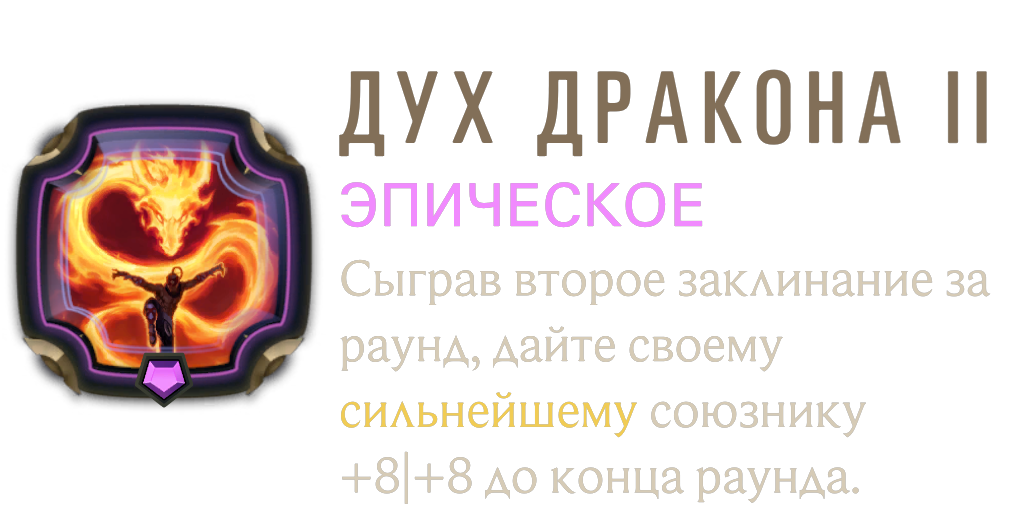 ДУХ ДРАКОНА II
ЭПИЧЕСКОЕ
Сыграв второе заклинание за
раунд, дайте своему
сильнейшему союзнику
+8|+8 до конца раунда.